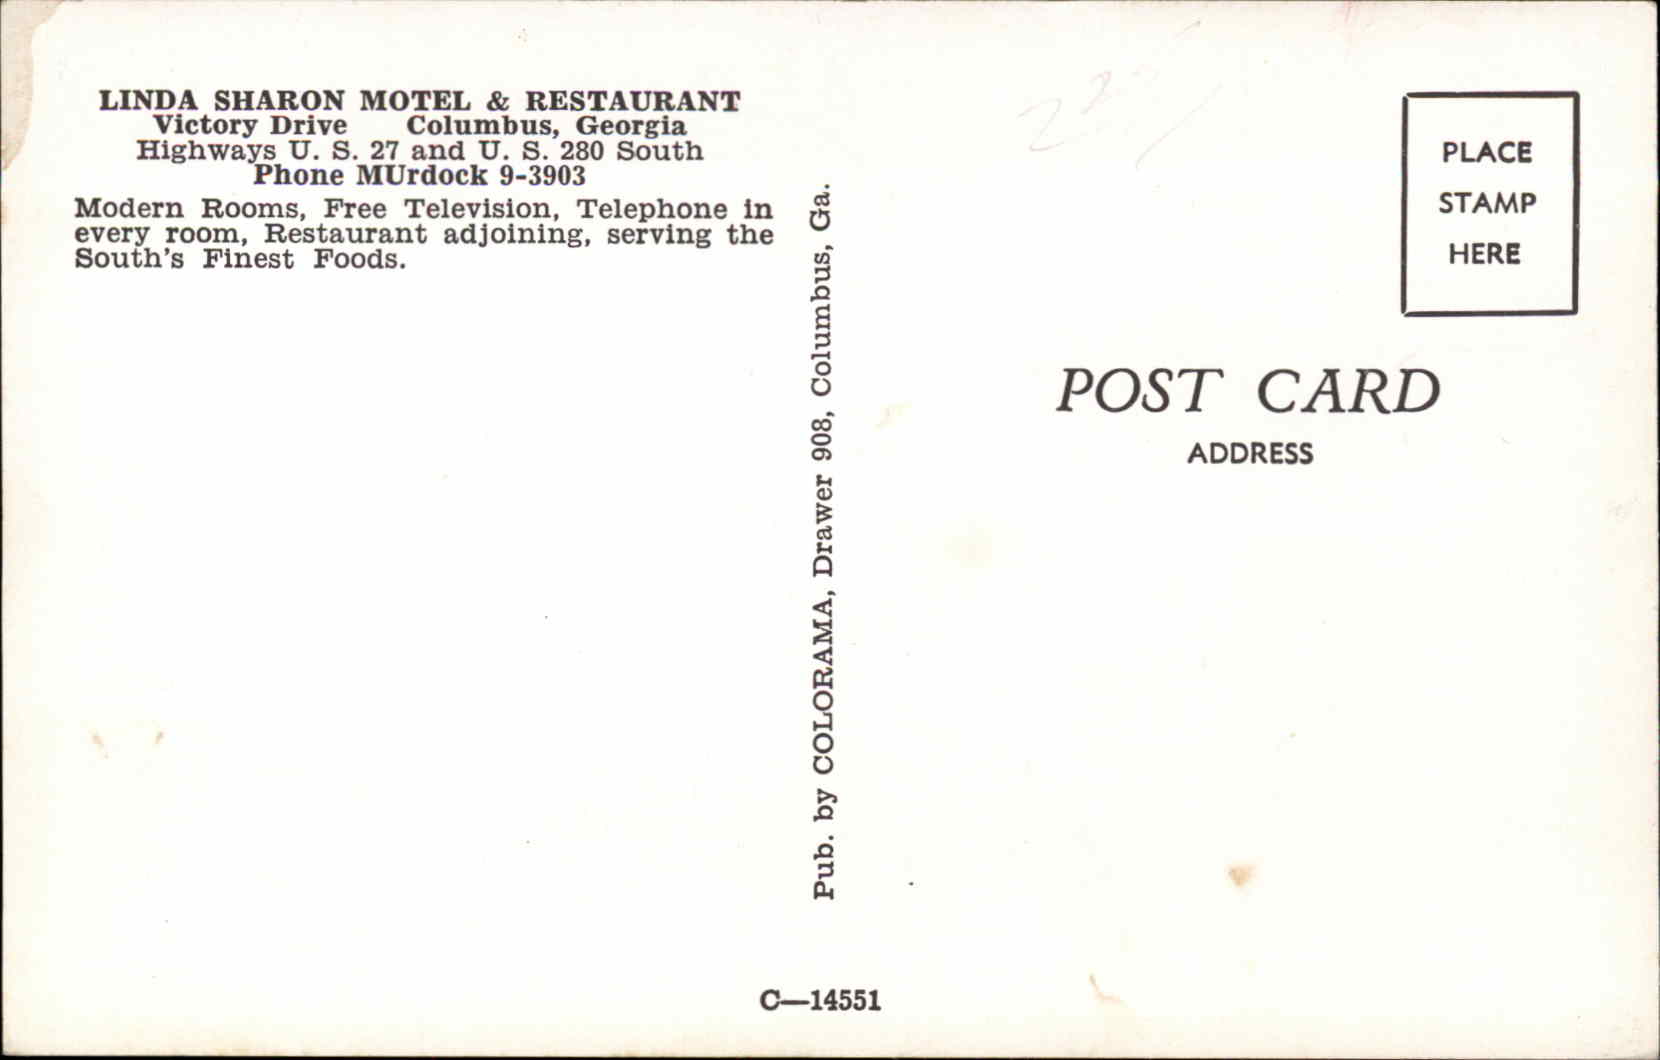 LINDA SHARON MOTEL & RESTAURANT
Victory Drive Columbus, Georgia
Highways U. S. 27 and U. S. 280 South
Phone MUrdock 9-3903
Modern Rooms, Free Television, Telephone in
every room, Restaurant adjoining, serving the
South's Finest Foods.
Pub. by COLORAMA, Drawer 908, Columbus, Ga.
PLACE
STAMP
HERE
POST CARD
ADDRESS
C—14551